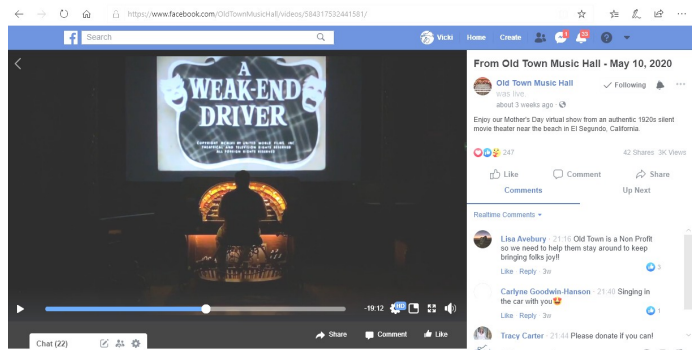 https://www.facebook.com/OldTownMusicHall/videos/584317532441581/
Search
Vicki Home Create 1 33
A
WEAK-END
DRIVER
-19:12 HD
Share Comment Like
Chat (22)
From Old Town Music Hall - May 10, 2020
Old Town Music Hall
was live.
about 3 weeks ago ·
Following
Enjoy our Mother's Day virtual show from an authentic 1920s silent
movie theater near the beach in El Segundo, California.
247 42 Shares 3K Views
Like Comment Share
Comments Up Next
Realtime Comments
Lisa Avebury · 21:16 Old Town is a Non Profit
so we need to help them stay around to keep
bringing folks joy!!
3
Like · Reply · 3w
Carlyne Goodwin-Hanson · 21:46 Singing in
the car with you
1
Like · Reply · 3w
Tracy Carter · 21:44 Please donate if you can!